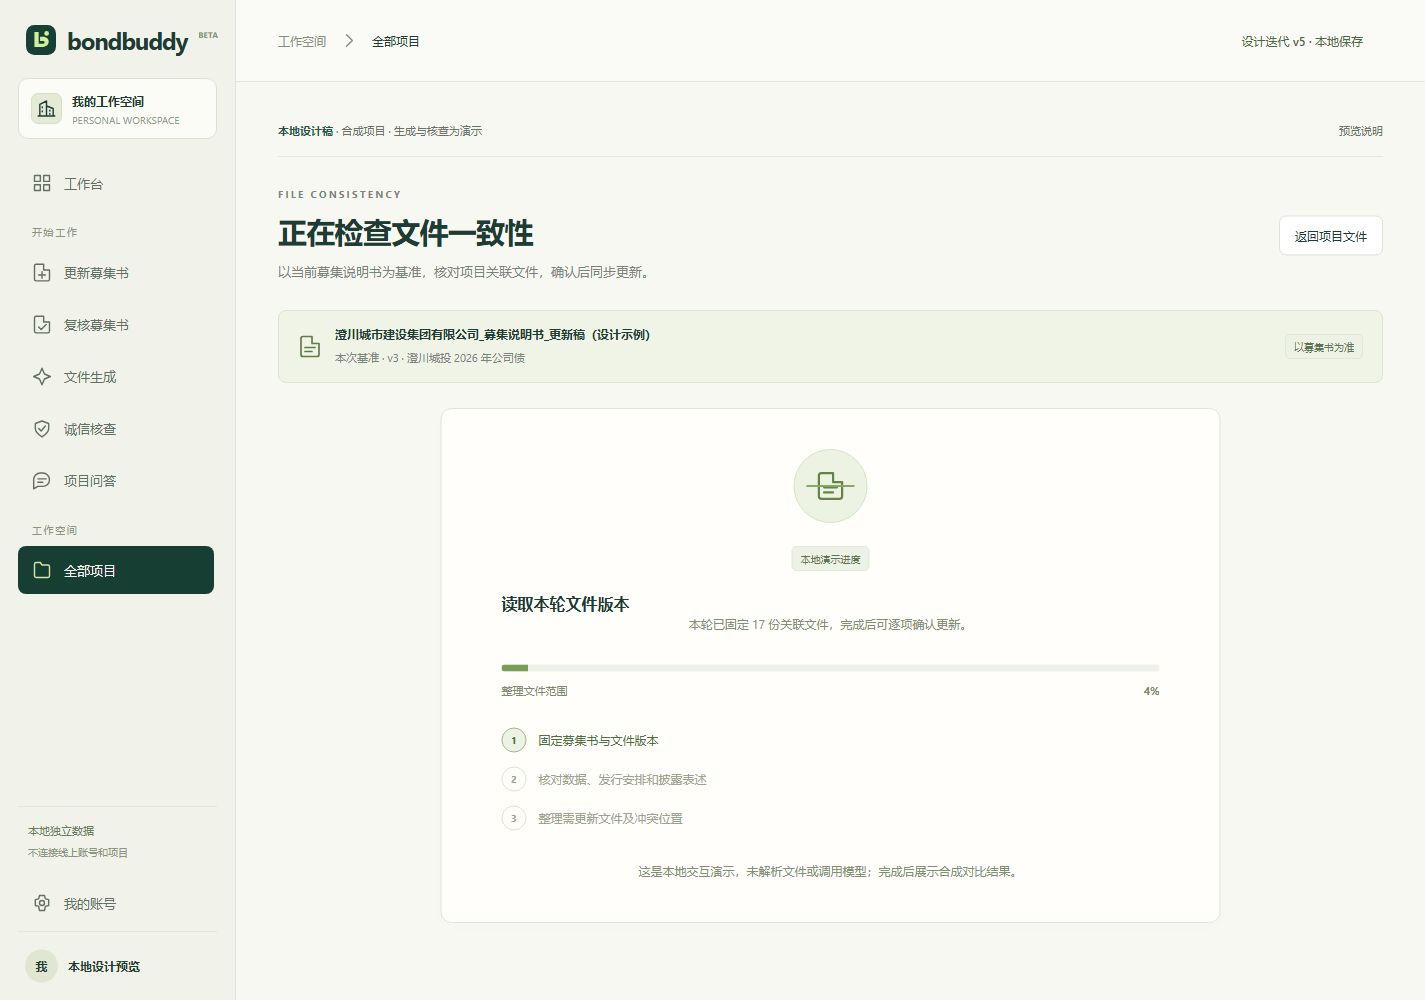 bondbuddy BETA
我的工作空间
PERSONAL WORKSPACE
工作台
开始工作
更新募集书
复核募集书
文件生成
诚信核查
项目问答
工作空间
全部项目
本地独立数据
不连接线上账号和项目
我的账号
我 本地设计预览
工作空间 全部项目
设计迭代 v5 · 本地保存
本地设计稿 · 合成项目 · 生成与核查为演示
预览说明
FILE CONSISTENCY
正在检查文件一致性
以当前募集说明书为基准，核对项目关联文件，确认后同步更新。
返回项目文件
澄川城市建设集团有限公司_募集说明书_更新稿（设计示例）
本次基准 · v3 · 澄川城投 2026 年公司债
以募集书为准
本地演示进度
读取本轮文件版本
本轮已固定 17 份关联文件，完成后可逐项确认更新。
整理文件范围 4%
1 固定募集书与文件版本
2 核对数据、发行安排和披露表述
3 整理需更新文件及冲突位置
这是本地交互演示，未解析文件或调用模型；完成后展示合成对比结果。